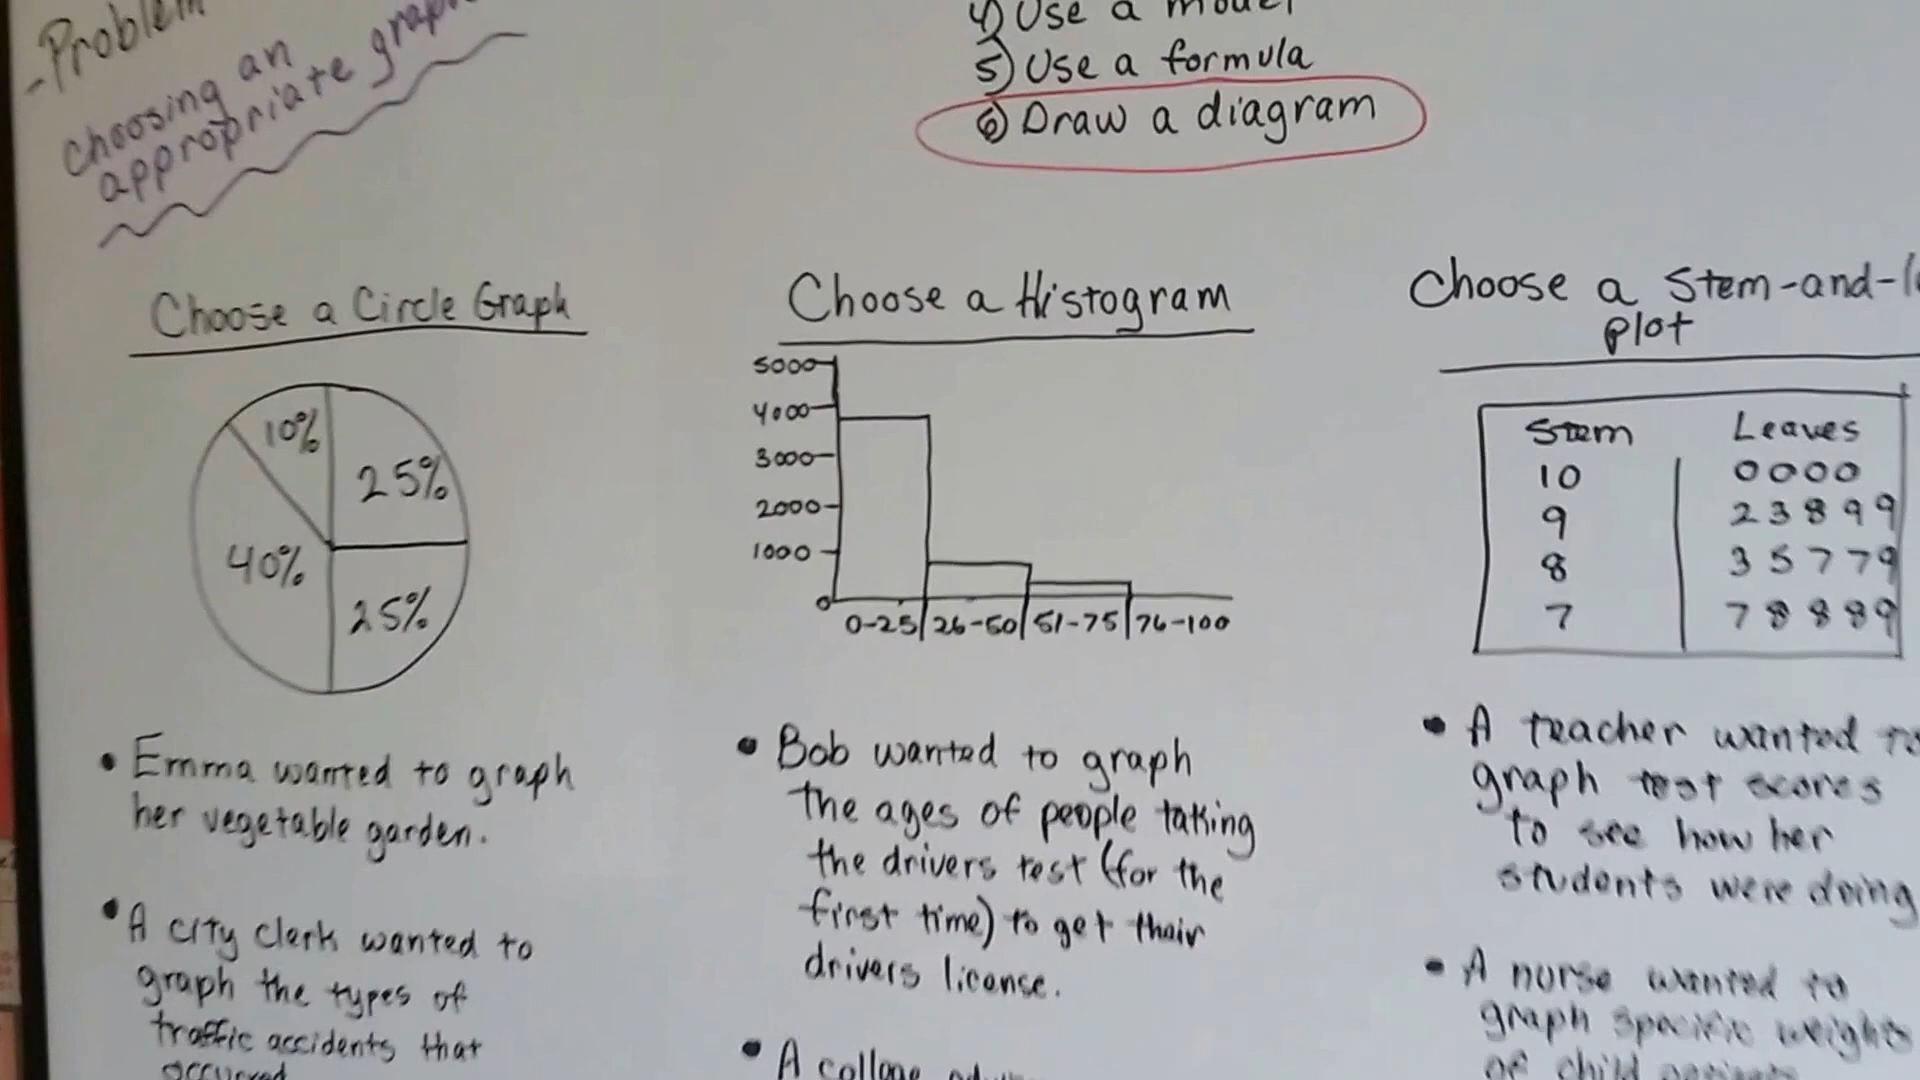 -Problem
choosing an
appropriate graph
4) Use a model
5) Use a formula
6) Draw a diagram
Choose a Circle Graph
10%
25%
40%
25%
• Emma wanted to graph
her vegetable garden.
• A city clerk wanted to
graph the types of
traffic accidents that
occurred
Choose a Histogram
5000
4000
3000
2000
1000
0
0-25 26-50 51-75 76-100
• Bob wanted to graph
the ages of people taking
the drivers test (for the
first time) to get their
drivers license.
• A college
Choose a Stem-and-
plot
Stem Leaves
10 0000
9 23899
8 35779
7 78889
• A teacher wanted to
graph test scores
to see how her
students were doing
• A nurse wanted to
graph specific weights
of child patients